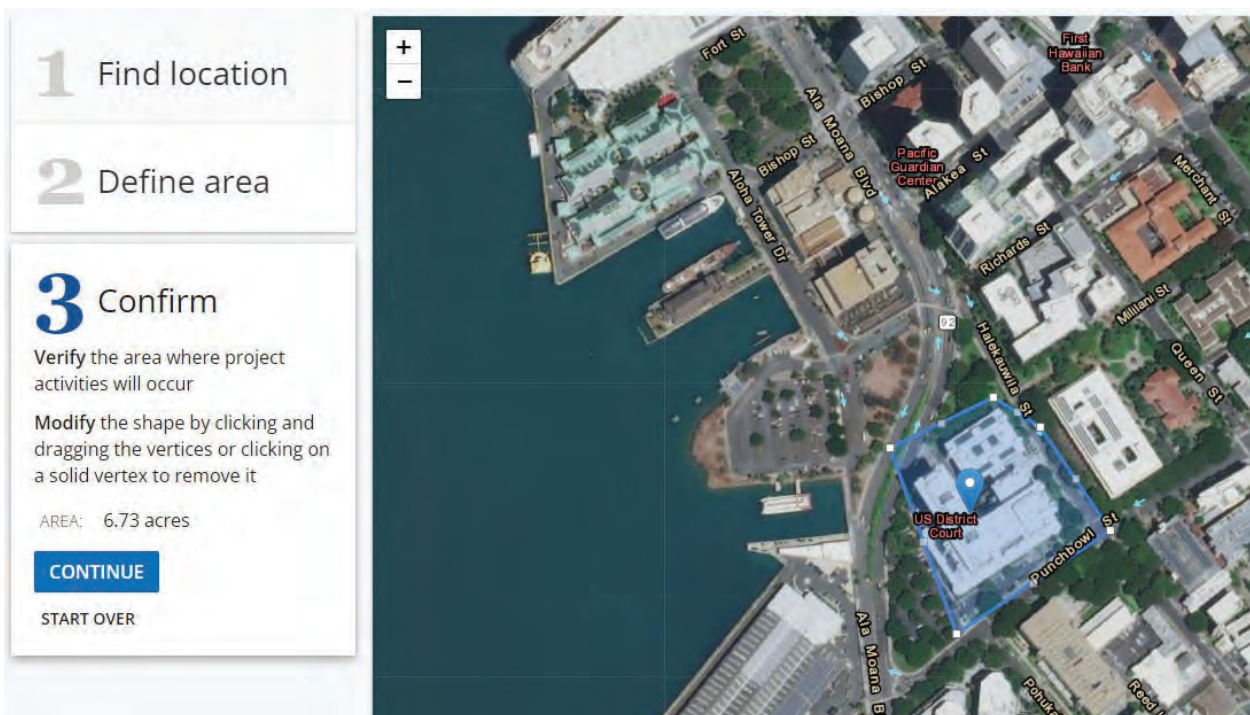 1 Find location
2 Define area
3 Confirm
Verify the area where project
activities will occur
Modify the shape by clicking and
dragging the vertices or clicking on
a solid vertex to remove it
AREA: 6.73 acres
CONTINUE
START OVER
+
−
Fort St
First
Hawaiian
Bank
Bishop St
Ala Moana Blvd
Bishop St
Pacific
Guardian
Center
Alakea St
Aloha Tower Dr
Merchant St
Richards St
Mililani St
92
Halekauwila St
Queen St
US District
Court
Punchbowl St
Ala Moana B
Pohuka
Reed